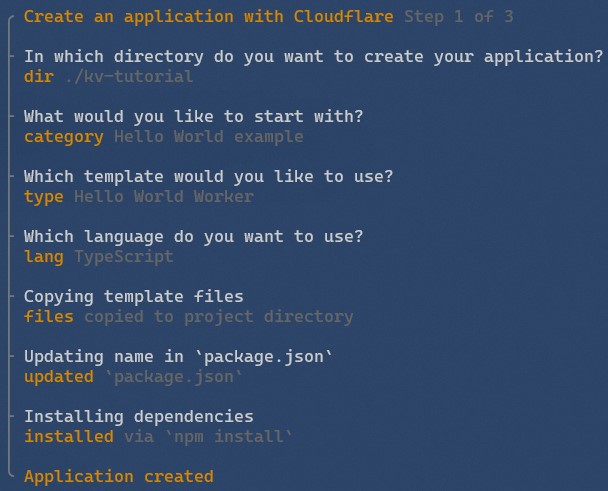 Create an application with Cloudflare Step 1 of 3
In which directory do you want to create your application?
dir ./kv-tutorial
What would you like to start with?
category Hello World example
Which template would you like to use?
type Hello World Worker
Which language do you want to use?
lang TypeScript
Copying template files
files copied to project directory
Updating name in `package.json`
updated `package.json`
Installing dependencies
installed via `npm install`
Application created